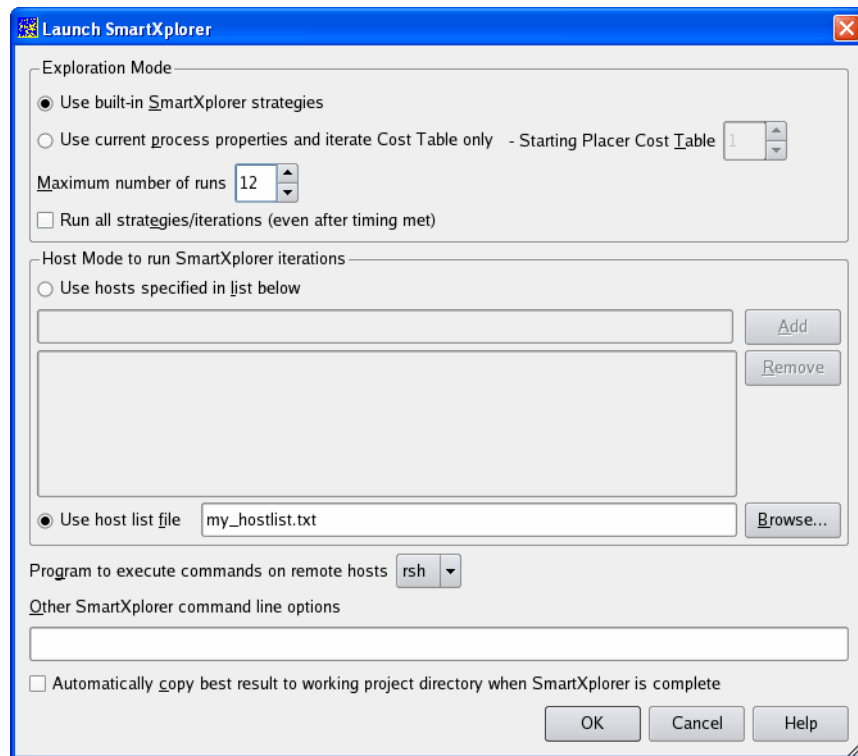 Launch SmartXplorer
Exploration Mode
Use built-in SmartXplorer strategies
Use current process properties and iterate Cost Table only - Starting Placer Cost Table 1
Maximum number of runs 12
Run all strategies/iterations (even after timing met)
Host Mode to run SmartXplorer iterations
Use hosts specified in list below
Add
Remove
Use host list file my_hostlist.txt Browse...
Program to execute commands on remote hosts rsh
Other SmartXplorer command line options
Automatically copy best result to working project directory when SmartXplorer is complete
OK Cancel Help